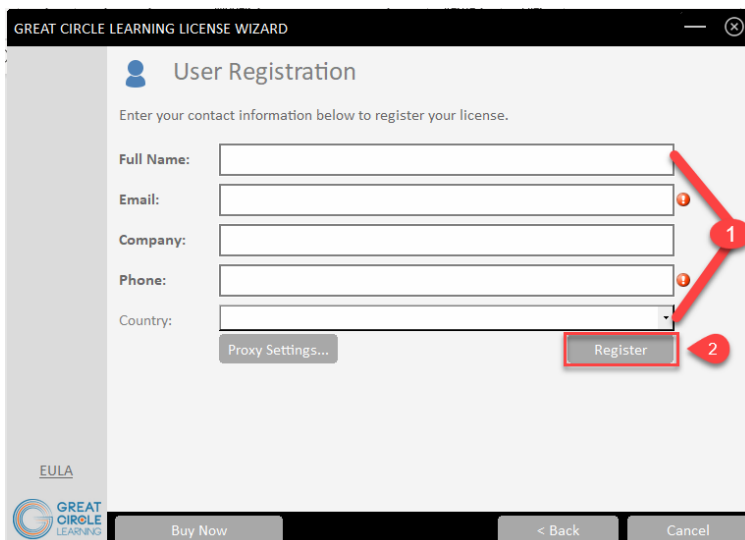 GREAT CIRCLE LEARNING LICENSE WIZARD
User Registration
Enter your contact information below to register your license.
Full Name:
Email:
Company:
1
Phone:
Country:
Proxy Settings...
Register
2
EULA
GREAT
CIRCLE
LEARNING
Buy Now
< Back
Cancel